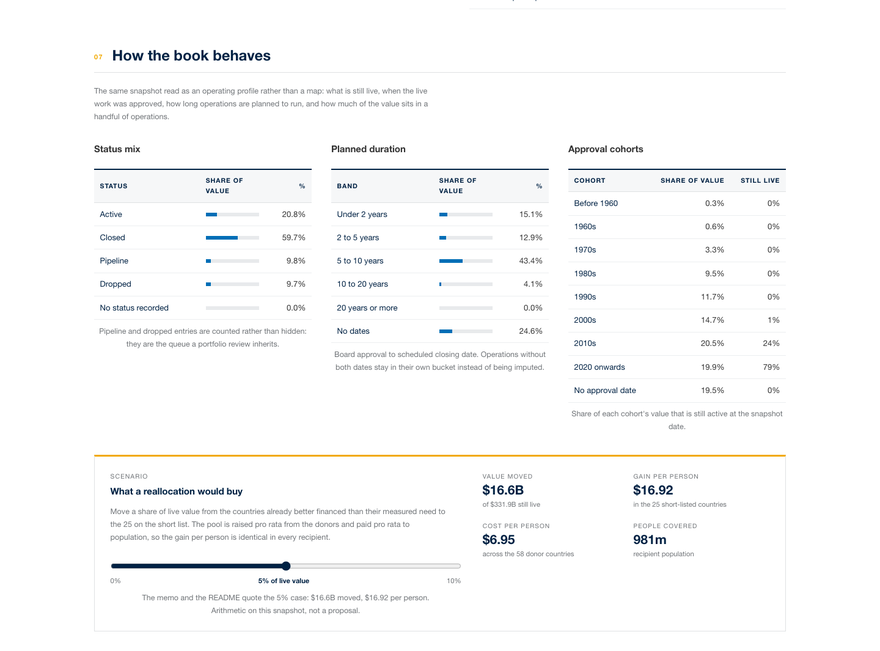 07 How the book behaves
The same snapshot read as an operating profile rather than a map: what is still live, when the live
work was approved, how long operations are planned to run, and how much of the value sits in a
handful of operations.
Status mix
STATUS SHARE OF VALUE %
Active 20.8%
Closed 59.7%
Pipeline 9.8%
Dropped 9.7%
No status recorded 0.0%
Pipeline and dropped entries are counted rather than hidden:
they are the queue a portfolio review inherits.
Planned duration
BAND SHARE OF VALUE %
Under 2 years 15.1%
2 to 5 years 12.9%
5 to 10 years 43.4%
10 to 20 years 4.1%
20 years or more 0.0%
No dates 24.6%
Board approval to scheduled closing date. Operations without
both dates stay in their own bucket instead of being imputed.
Approval cohorts
COHORT SHARE OF VALUE STILL LIVE
Before 1960 0.3% 0%
1960s 0.6% 0%
1970s 3.3% 0%
1980s 9.5% 0%
1990s 11.7% 0%
2000s 14.7% 1%
2010s 20.5% 24%
2020 onwards 19.9% 79%
No approval date 19.5% 0%
Share of each cohort's value that is still active at the snapshot
date.
SCENARIO
What a reallocation would buy
Move a share of live value from the countries already better financed than their measured need to
the 25 on the short list. The pool is raised pro rata from the donors and paid pro rata to
population, so the gain per person is identical in every recipient.
0% 5% of live value 10%
The memo and the README quote the 5% case: $16.6B moved, $16.92 per person.
Arithmetic on this snapshot, not a proposal.
VALUE MOVED
$16.6B
of $331.9B still live
GAIN PER PERSON
$16.92
in the 25 short-listed countries
COST PER PERSON
$6.95
across the 58 donor countries
PEOPLE COVERED
981m
recipient population